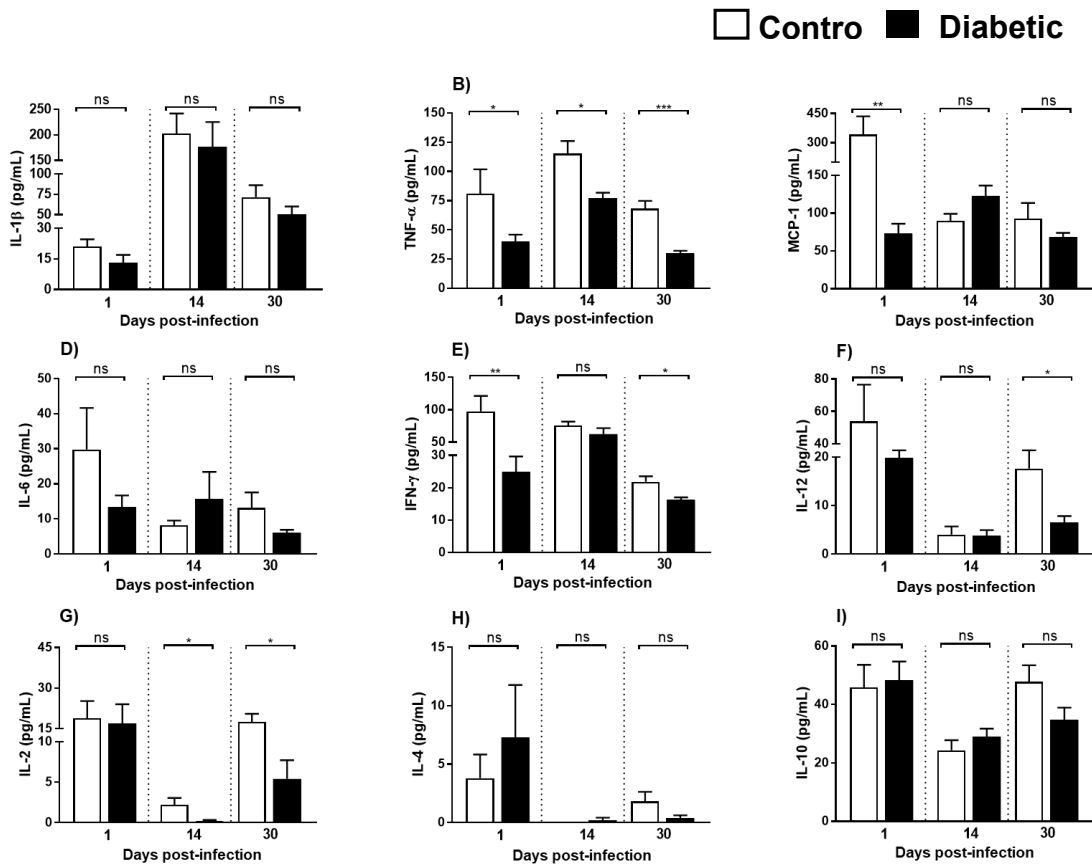 Contro Diabetic
ns ns ns
250
200
150
100
75
50
30
15
0
IL-1β (pg/mL)
1 14 30
Days post-infection
B)
* * ***
150
125
100
75
50
25
0
TNF-α (pg/mL)
1 14 30
Days post-infection
** ns ns
450
300
150
100
50
0
MCP-1 (pg/mL)
1 14 30
Days post-infection
D)
ns ns ns
50
40
30
20
10
0
IL-6 (pg/mL)
1 14 30
Days post-infection
E)
** ns *
150
100
50
30
20
10
0
IFN-γ (pg/mL)
1 14 30
Days post-infection
F)
ns ns *
80
60
40
20
10
0
IL-12 (pg/mL)
1 14 30
Days post-infection
G)
ns * *
45
30
15
5
0
IL-2 (pg/mL)
1 14 30
Days post-infection
H)
ns ns ns
15
10
5
0
IL-4 (pg/mL)
1 14 30
Days post-infection
I)
ns ns ns
60
40
20
0
IL-10 (pg/mL)
1 14 30
Days post-infection